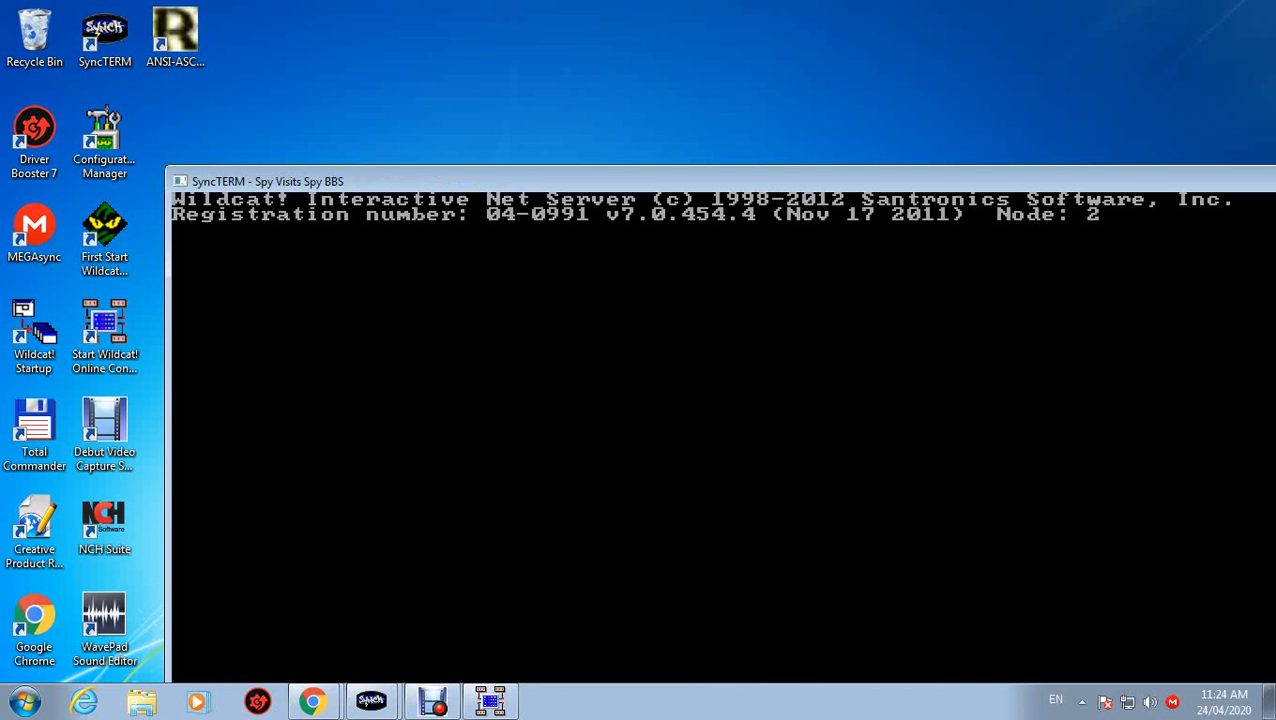 Recycle Bin
SyncTERM
ANSI-ASC...
Driver
Booster 7
Configurat...
Manager
MEGAsync
First Start
Wildcat...
Wildcat!
Startup
Start Wildcat!
Online Con...
Total
Commander
Debut Video
Capture S...
Creative
Product R...
NCH
Software
NCH Suite
Google
Chrome
WavePad
Sound Editor
SyncTERM - Spy Visits Spy BBS
Wildcat! Interactive Net Server (c) 1998-2012 Santronics Software, Inc.
Registration number: 04-0991 v7.0.454.4 (Nov 17 2011)  Node: 2
EN
11:24 AM
24/04/2020